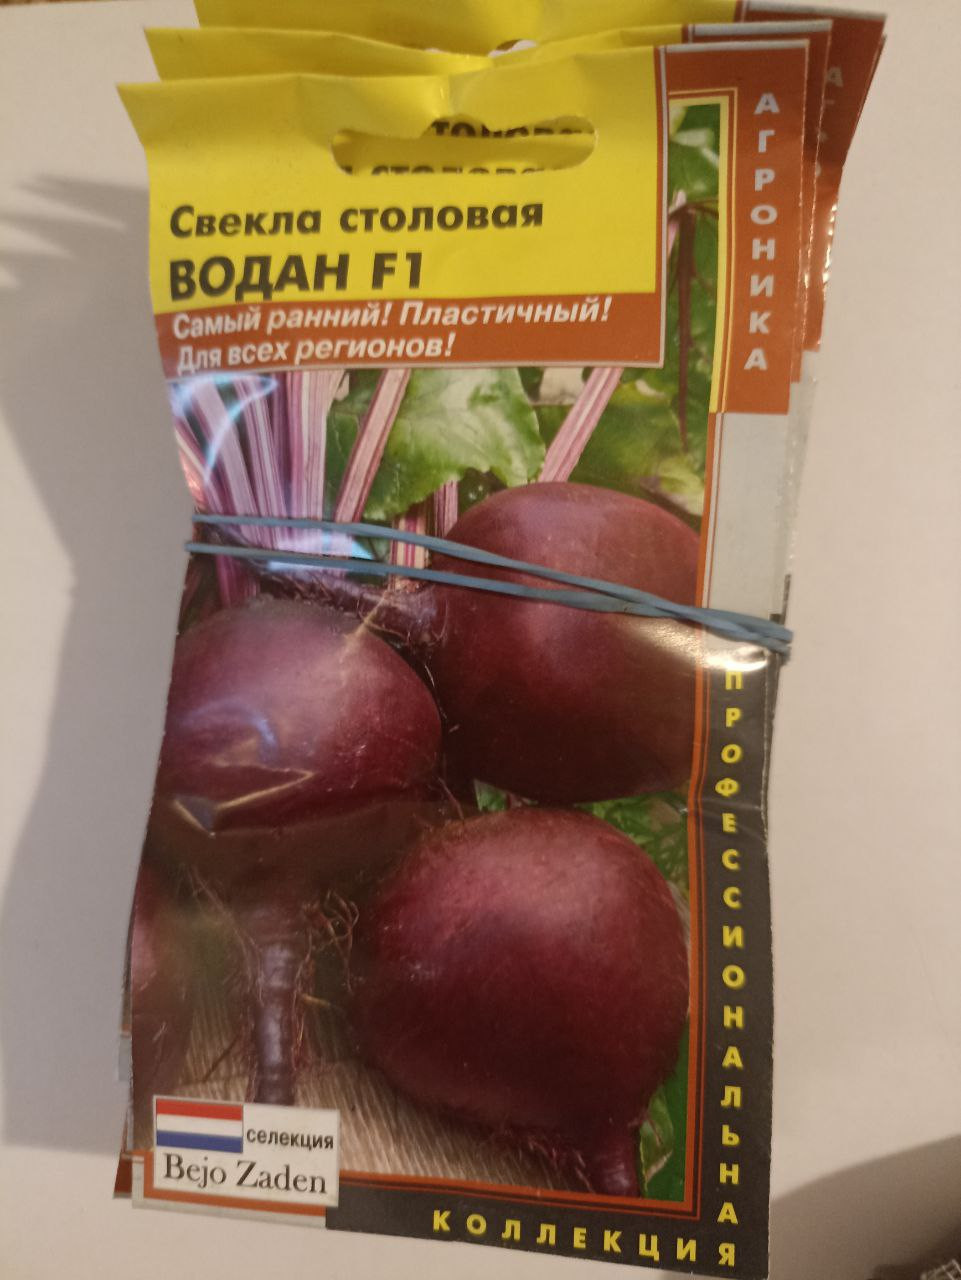 Свекла столовая
ВОДАН F1
Самый ранний! Пластичный!
Для всех регионов!
АГРОНИКА
ПРОФЕССИОНАЛЬНАЯ
КОЛЛЕКЦИЯ
селекция
Bejo Zaden